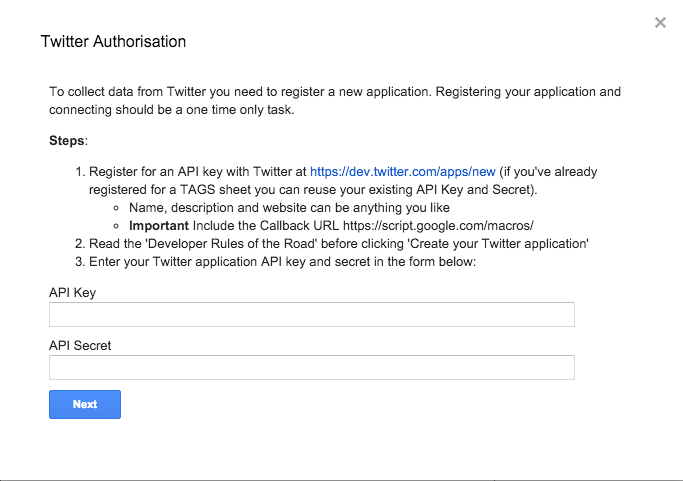 Twitter Authorisation
To collect data from Twitter you need to register a new application. Registering your application and
connecting should be a one time only task.
Steps:
1. Register for an API key with Twitter at https://dev.twitter.com/apps/new (if you've already
registered for a TAGS sheet you can reuse your existing API Key and Secret).
Name, description and website can be anything you like
Important Include the Callback URL https://script.google.com/macros/
2. Read the 'Developer Rules of the Road' before clicking 'Create your Twitter application'
3. Enter your Twitter application API key and secret in the form below:
API Key
API Secret
Next